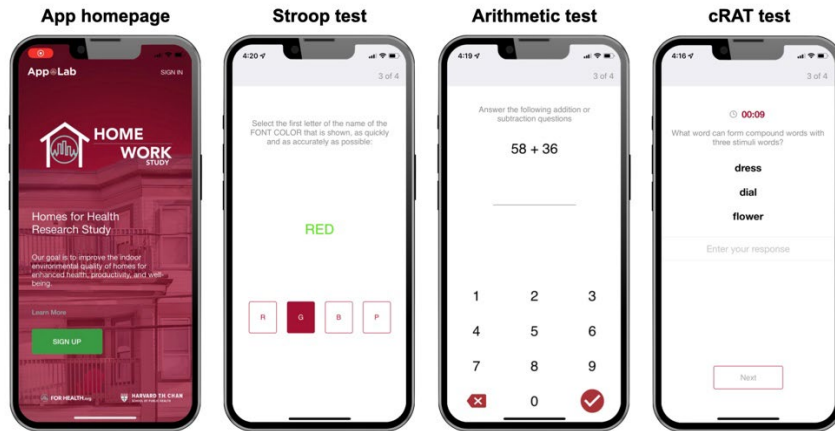 App homepage
Stroop test
Arithmetic test
cRAT test
App Lab
SIGN IN
HOME
WORK
STUDY
Homes for Health
Research Study
Our goal is to improve the indoor
environmental quality of homes for
enhanced health, productivity, and well-
being.
Learn More
SIGN UP
FOR HEALTH.org
HARVARD T.H. CHAN
SCHOOL OF PUBLIC HEALTH
4:20
3 of 4
Select the first letter of the name of the
FONT COLOR that is shown, as quickly
and as accurately as possible:
RED
R G B P
4:19
3 of 4
Answer the following addition or
subtraction questions
58 + 36
1 2 3
4 5 6
7 8 9
0
4:16
3 of 4
00:09
What word can form compound words with
three stimuli words?
dress
dial
flower
Enter your response
Next